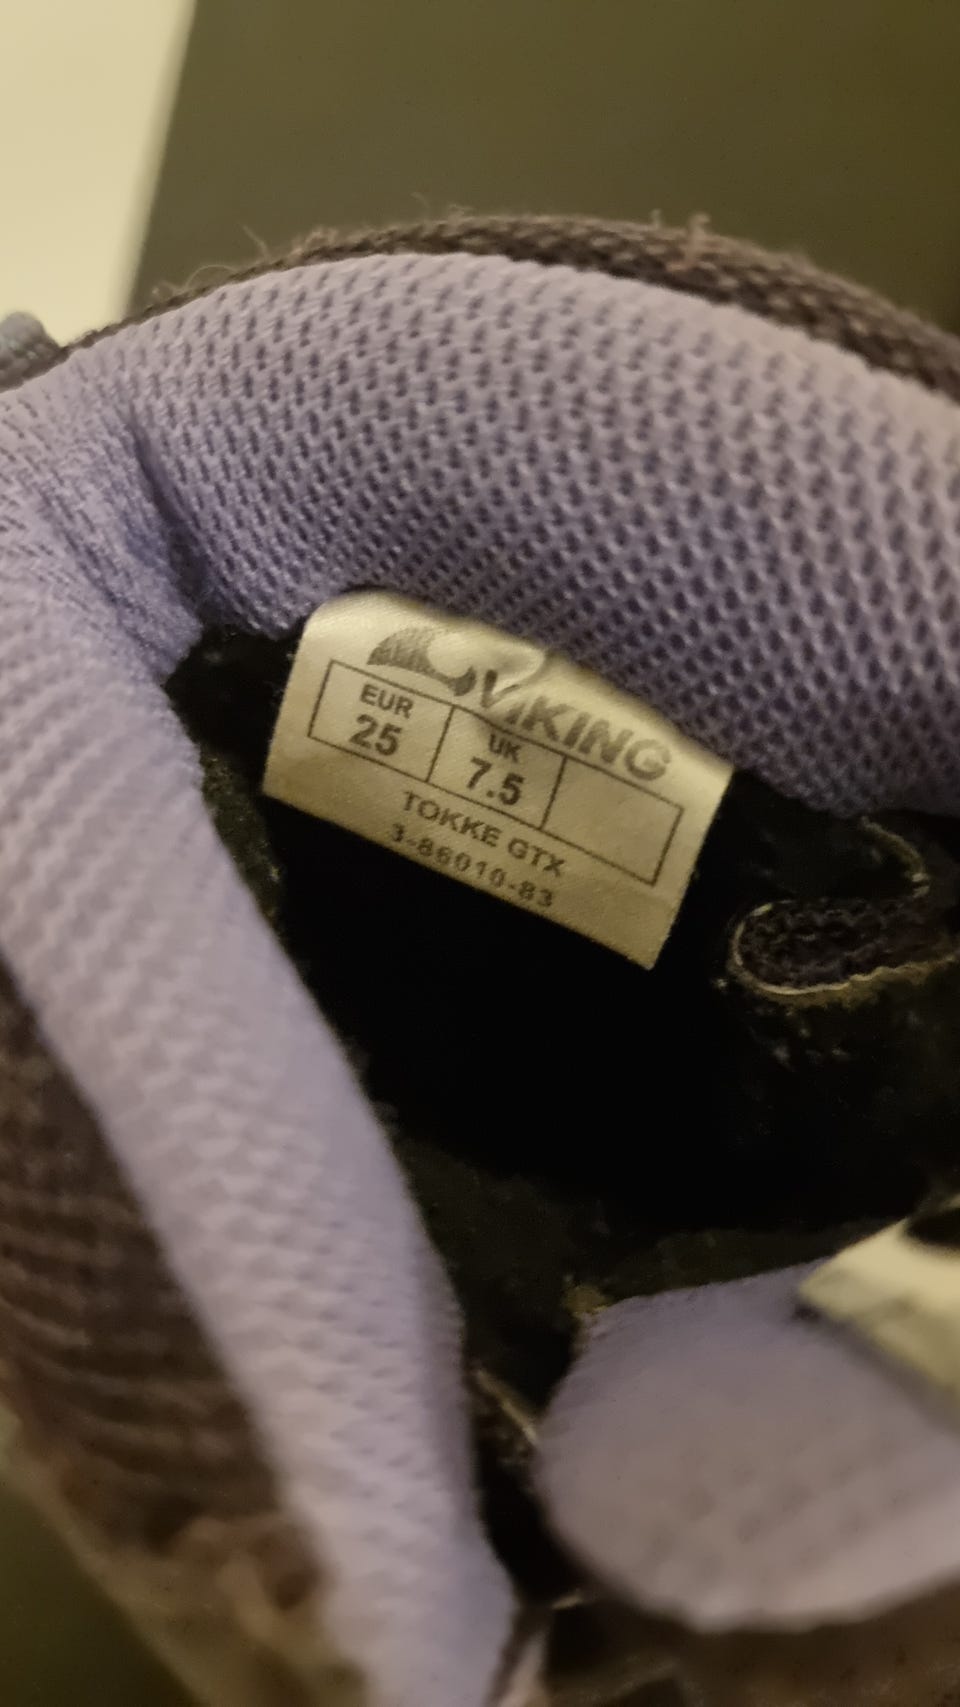 VIKING
EUR UK
25 7.5
TOKKE GTX
3-86010-83